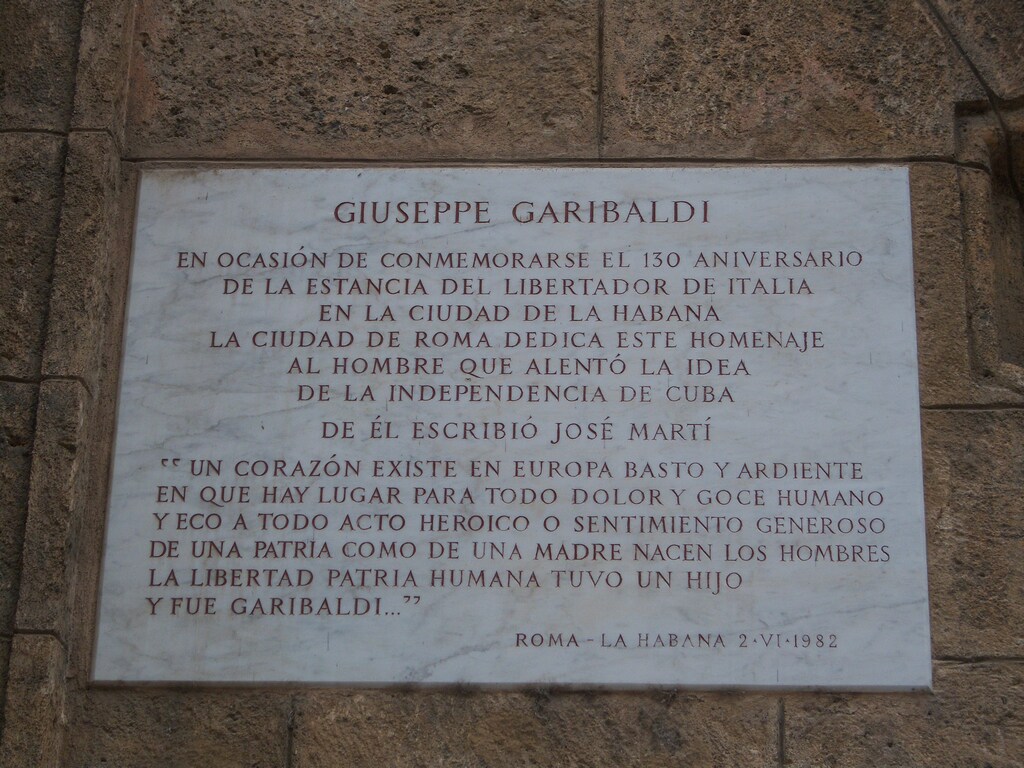 GIUSEPPE GARIBALDI
EN OCASIÓN DE CONMEMORARSE EL 130 ANIVERSARIO
DE LA ESTANCIA DEL LIBERTADOR DE ITALIA
EN LA CIUDAD DE LA HABANA
LA CIUDAD DE ROMA DEDICA ESTE HOMENAJE
AL HOMBRE QUE ALENTÓ LA IDEA
DE LA INDEPENDENCIA DE CUBA
DE ÉL ESCRIBIÓ JOSÉ MARTÍ
“UN CORAZÓN EXISTE EN EUROPA BASTO Y ARDIENTE
EN QUE HAY LUGAR PARA TODO DOLOR Y GOCE HUMANO
Y ECO A TODO ACTO HEROICO O SENTIMIENTO GENEROSO
DE UNA PATRIA COMO DE UNA MADRE NACEN LOS HOMBRES
LA LIBERTAD PATRIA HUMANA TUVO UN HIJO
Y FUE GARIBALDI...”
ROMA - LA HABANA 2·VI·1982